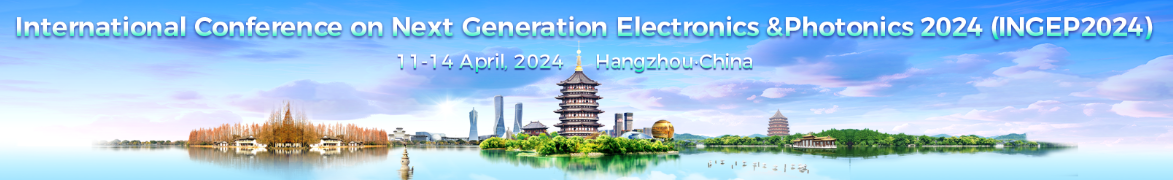 International Conference on Next Generation Electronics &Photonics 2024 (INGEP2024)
11-14 April, 2024 Hangzhou·China